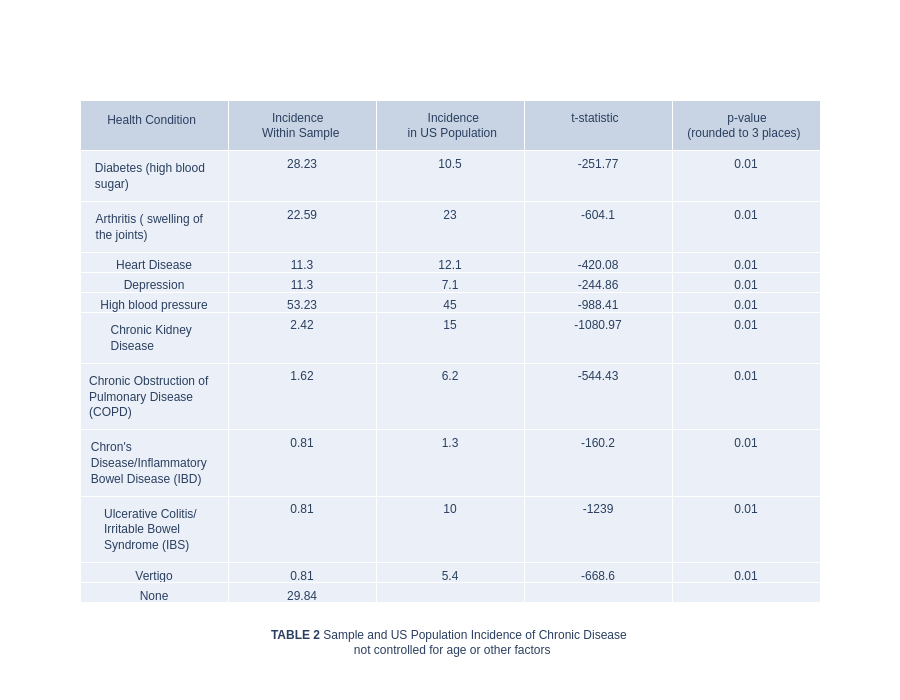 Health Condition
Incidence
Within Sample
Incidence
in US Population
t-statistic
p-value
(rounded to 3 places)
Diabetes (high blood
sugar)
28.23
10.5
-251.77
0.01
Arthritis ( swelling of
the joints)
22.59
23
-604.1
0.01
Heart Disease
11.3
12.1
-420.08
0.01
Depression
11.3
7.1
-244.86
0.01
High blood pressure
53.23
45
-988.41
0.01
Chronic Kidney
Disease
2.42
15
-1080.97
0.01
Chronic Obstruction of
Pulmonary Disease
(COPD)
1.62
6.2
-544.43
0.01
Chron's
Disease/Inflammatory
Bowel Disease (IBD)
0.81
1.3
-160.2
0.01
Ulcerative Colitis/
Irritable Bowel
Syndrome (IBS)
0.81
10
-1239
0.01
Vertigo
0.81
5.4
-668.6
0.01
None
29.84
TABLE 2 Sample and US Population Incidence of Chronic Disease
not controlled for age or other factors